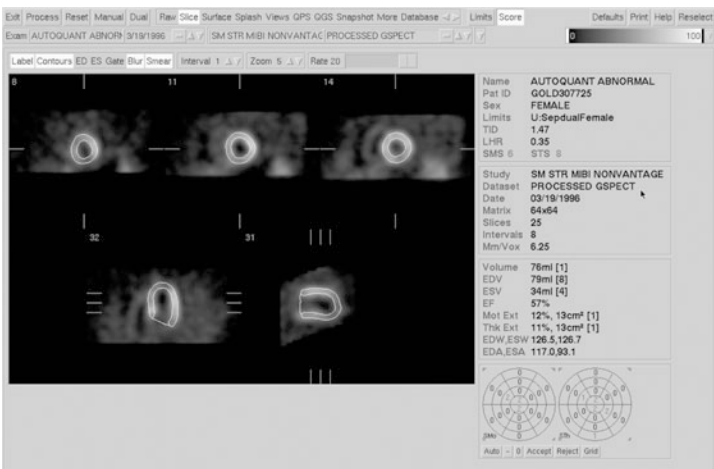 Exit Process Reset Manual Dual Raw Slice Surface Splash Views QPS QGS Snapshot More Database Limits Score Defaults Print Help Reselect
Exam AUTOQUANT ABNORM 3/19/1996 SM STR MIBI NONVANTAC PROCESSED GSPECT 0 100
Label Contours ED ES Gate Blur Smear Interval 1 Zoom 5 Rate 20
8 11 14
32 31
Name AUTOQUANT ABNORMAL
Pat ID GOLD307725
Sex FEMALE
Limits U:SepdualFemale
TID 1.47
LHR 0.35
SMS 6 STS 8
Study SM STR MIBI NONVANTAGE
Dataset PROCESSED GSPECT
Date 03/19/1996
Matrix 64x64
Slices 25
Intervals 8
Mm/Vox 6.25
Volume 76ml [1]
EDV 79ml [8]
ESV 34ml [4]
EF 57%
Mot Ext 12%, 13cm² [1]
Thk Ext 11%, 13cm² [1]
EDW,ESW 126.5,126.7
EDA,ESA 117.0,93.1
Auto - 0 Accept Reject Grid